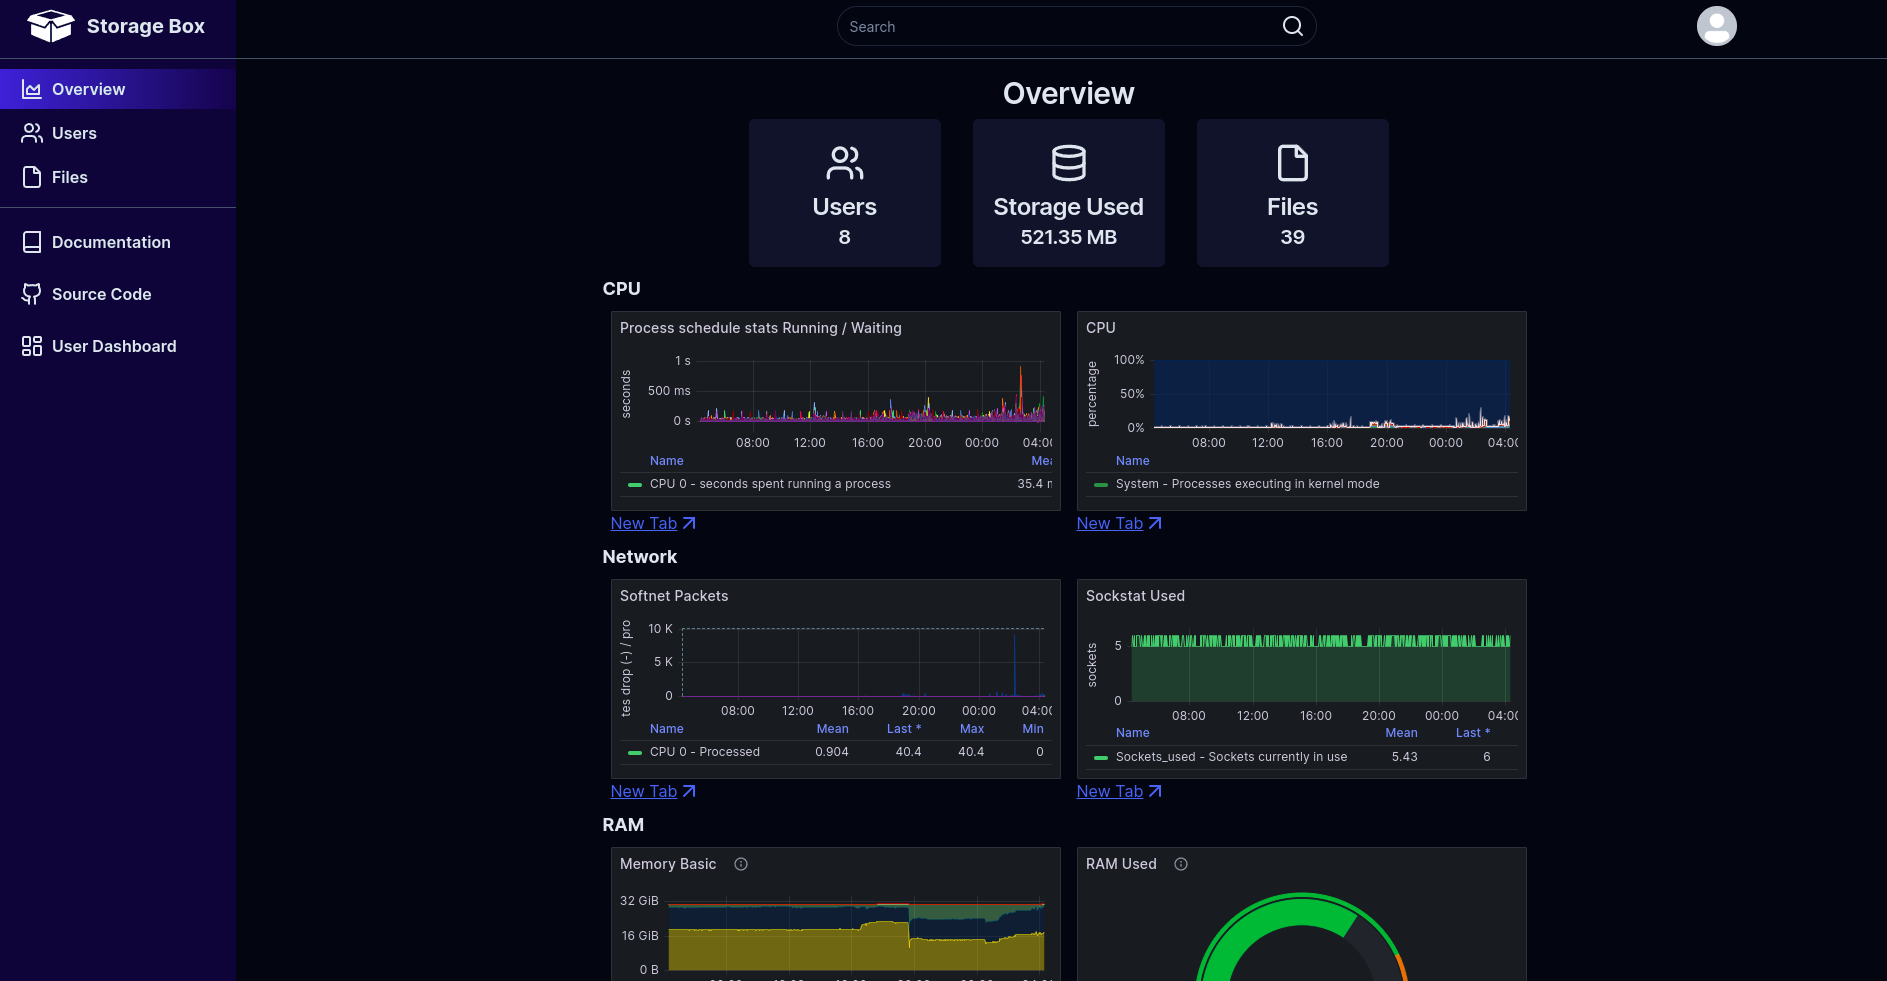 Storage Box
Search
Overview
Users
Files
Documentation
Source Code
User Dashboard
Overview
Users
8
Storage Used
521.35 MB
Files
39
CPU
Process schedule stats Running / Waiting
seconds
1 s
500 ms
0 s
08:00 12:00 16:00 20:00 00:00 04:00
Name
CPU 0 - seconds spent running a process 35.4
New Tab
CPU
percentage
100%
50%
0%
08:00 12:00 16:00 20:00 00:00 04:00
Name
System - Processes executing in kernel mode
New Tab
Network
Softnet Packets
tes drop (-) / pro
10 K
5 K
0
08:00 12:00 16:00 20:00 00:00 04:00
Name Mean Last * Max Min
CPU 0 - Processed 0.904 40.4 40.4 0
New Tab
Sockstat Used
sockets
5
0
08:00 12:00 16:00 20:00 00:00 04:00
Name Mean Last *
Sockets_used - Sockets currently in use 5.43 6
New Tab
RAM
Memory Basic
32 GiB
16 GiB
0 B
RAM Used